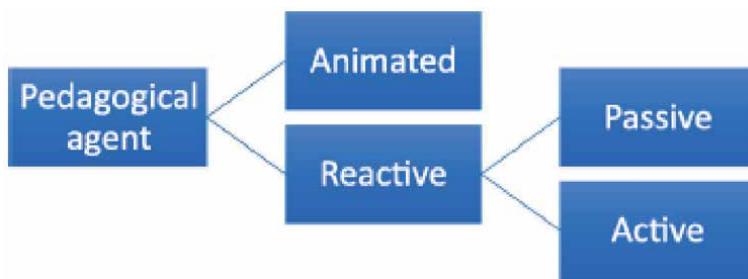 Pedagogical
agent
Animated
Reactive
Passive
Active